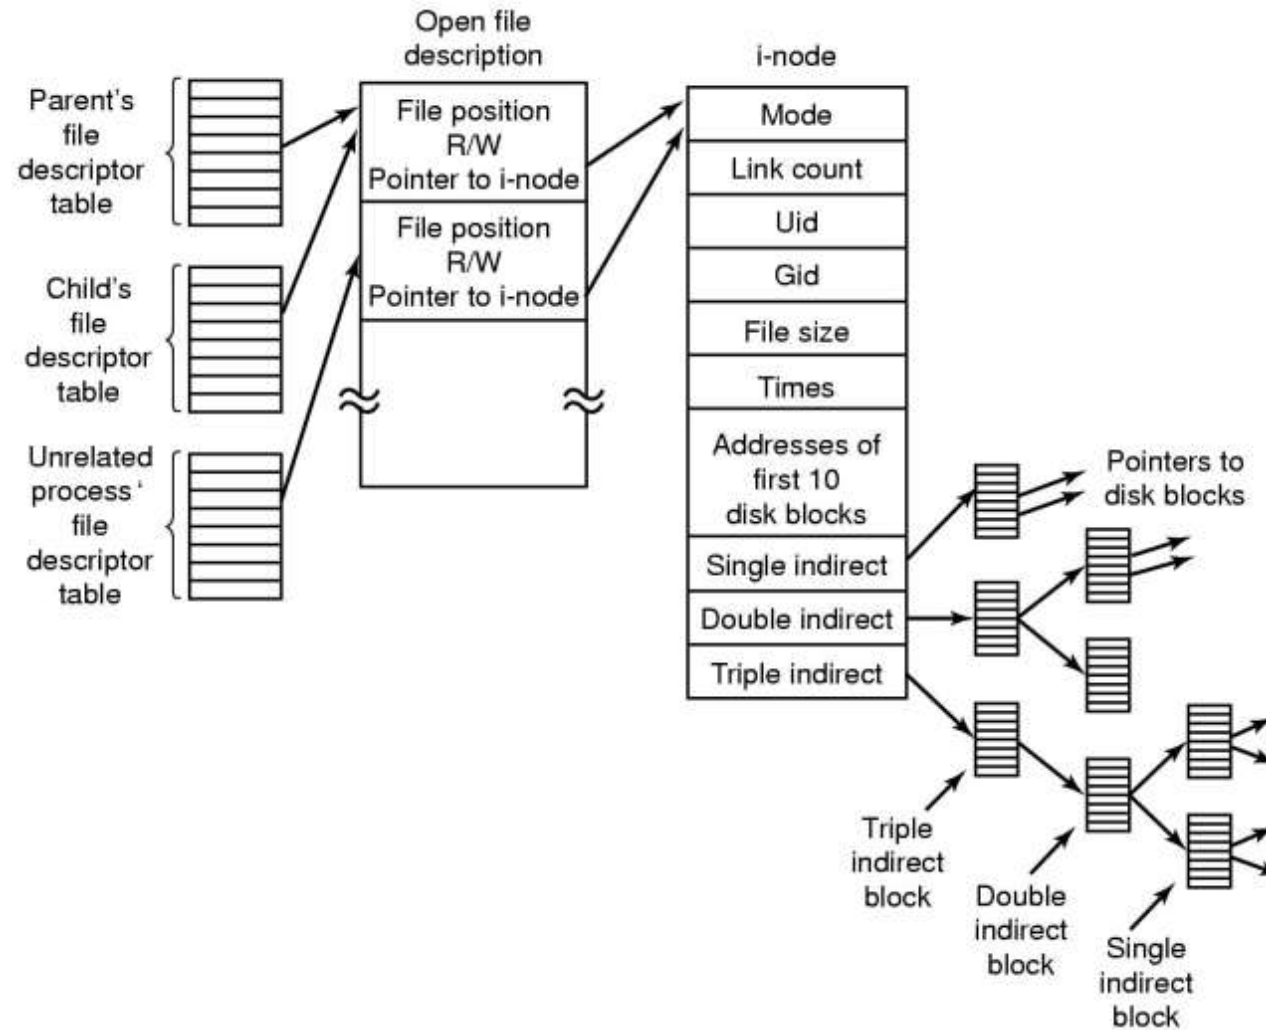 Parent's
file
descriptor
table
Child's
file
descriptor
table
Unrelated
process‘
file
descriptor
table
Open file
description
File position
R/W
Pointer to i-node
File position
R/W
Pointer to i-node
i-node
Mode
Link count
Uid
Gid
File size
Times
Addresses of
first 10
disk blocks
Single indirect
Double indirect
Triple indirect
Pointers to
disk blocks
Triple
indirect
block
Double
indirect
block
Single
indirect
block